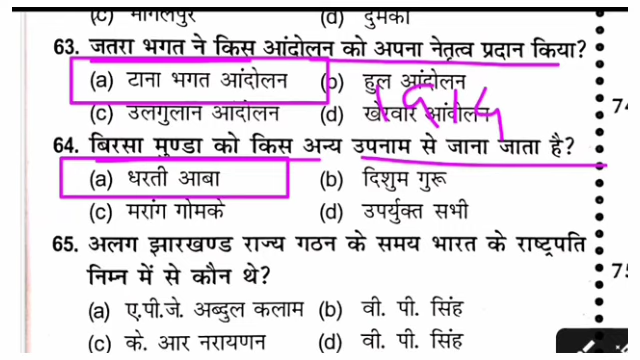 (c) भागलपुर (d) दुमका
63. जतरा भगत ने किस आंदोलन को अपना नेतृत्व प्रदान किया?
(a) टाना भगत आंदोलन (b) हुल आंदोलन
(c) उलगुलान आंदोलन (d) खेरवार आंदोलन
1914
64. बिरसा मुण्डा को किस अन्य उपनाम से जाना जाता है?
(a) धरती आबा (b) दिशुम गुरू
(c) मरांग गोमके (d) उपर्युक्त सभी
65. अलग झारखण्ड राज्य गठन के समय भारत के राष्ट्रपति
निम्न में से कौन थे?
(a) ए.पी.जे. अब्दुल कलाम (b) वी. पी. सिंह
(c) के. आर नरायणन (d) वी. पी. सिंह